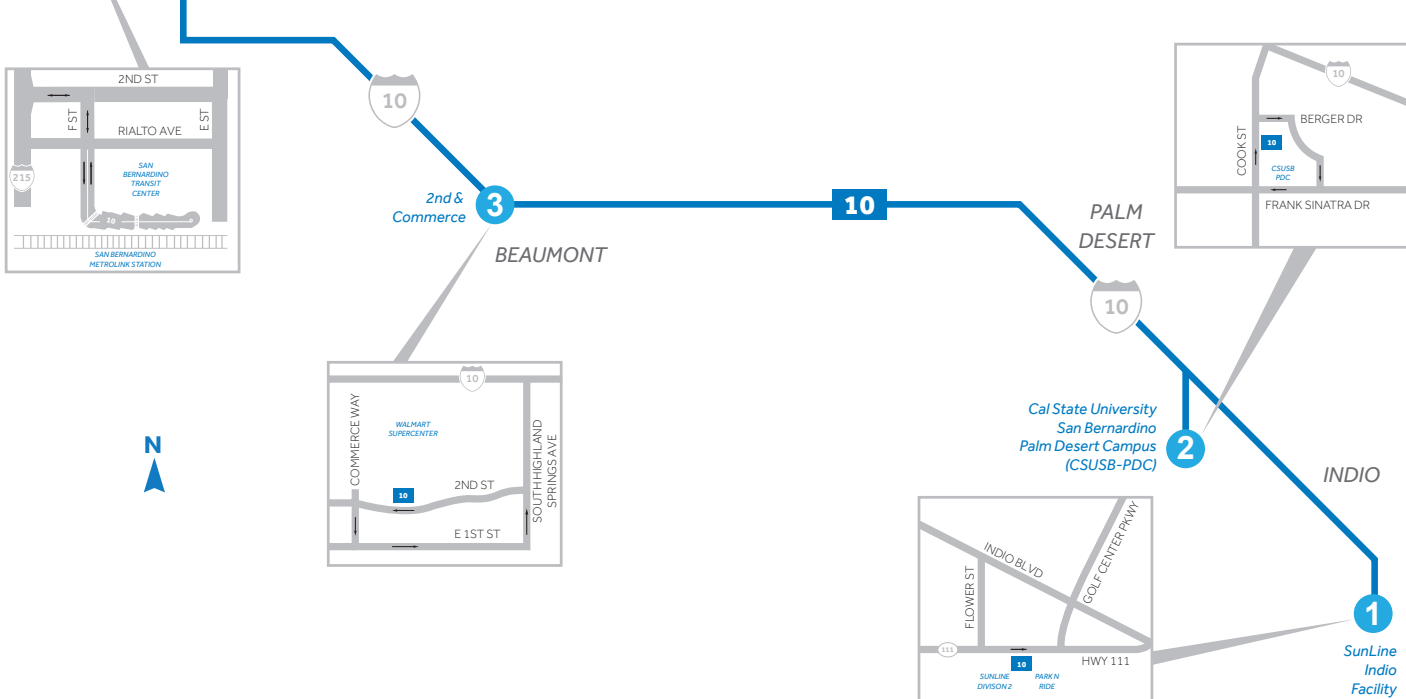 2ND ST
F ST
E ST
RIALTO AVE
215
SAN
BERNARDINO
TRANSIT
CENTER
10
SAN BERNARDINO
METROLINK STATION
10
2nd &
Commerce
3
BEAUMONT
10
PALM
DESERT
10
10
COOK ST
BERGER DR
10
CSUSB
PDC
FRANK SINATRA DR
N
10
COMMERCE WAY
WALMART
SUPERCENTER
SOUTH HIGHLAND
SPRINGS AVE
10
2ND ST
E 1ST ST
Cal State University
San Bernardino
Palm Desert Campus
(CSUSB-PDC)
2
INDIO
INDIO BLVD
GOLF CENTER PKWY
FLOWER ST
111
HWY 111
10
SUNLINE
DIVISON 2
PARK N
RIDE
1
SunLine
Indio
Facility